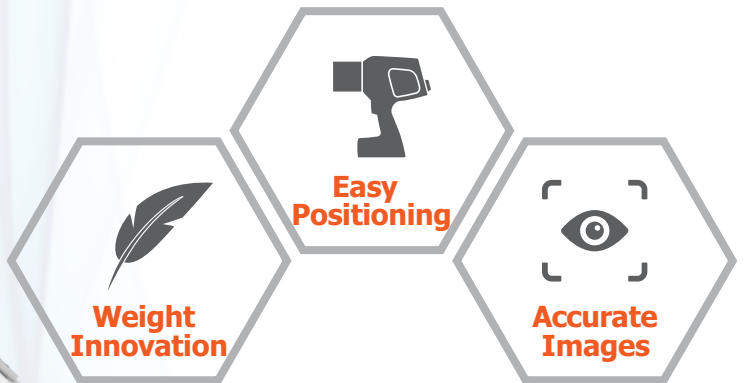 Easy
Positioning
Weight
Innovation
Accurate
Images